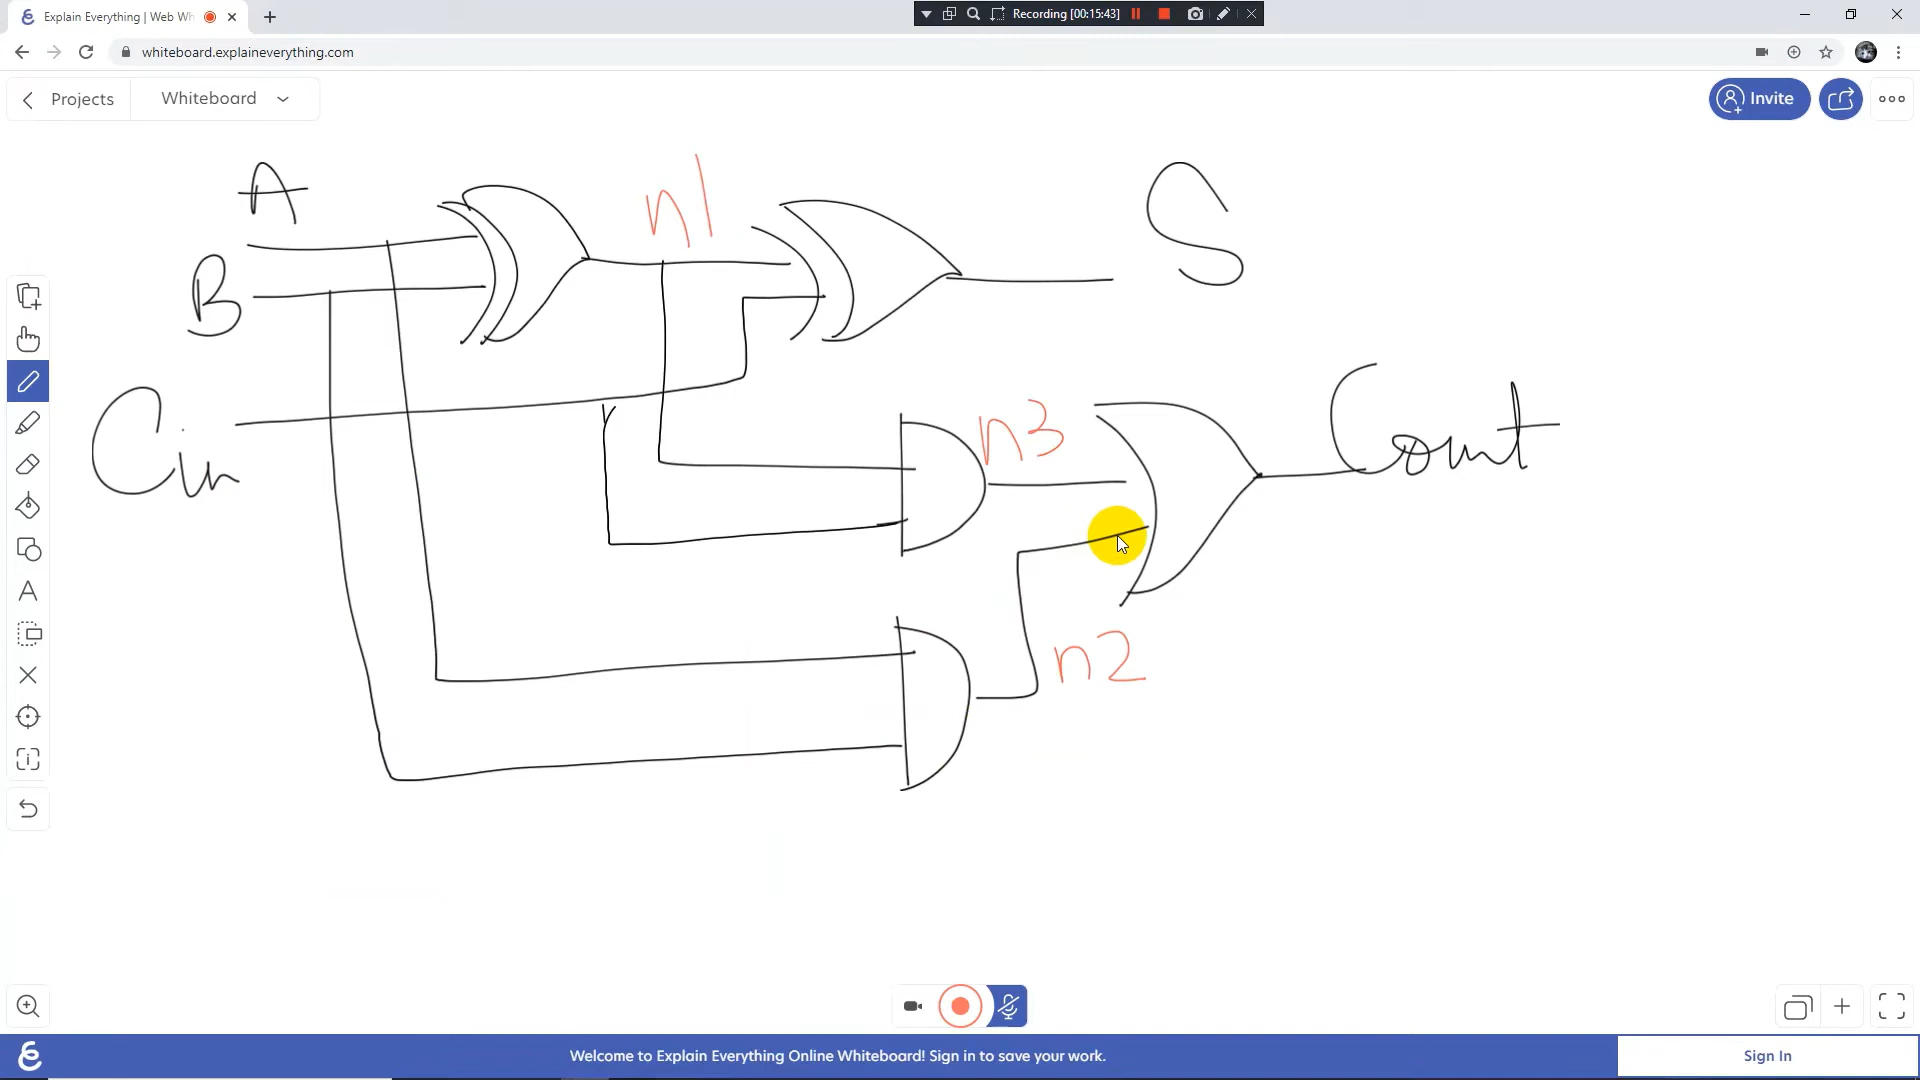 Explain Everything | Web Wh
Recording [00:15:43]
whiteboard.explaineverything.com
Projects
Whiteboard
Invite
A
n1
S
B
Cin
n3
Cout
n2
Welcome to Explain Everything Online Whiteboard! Sign in to save your work.
Sign In